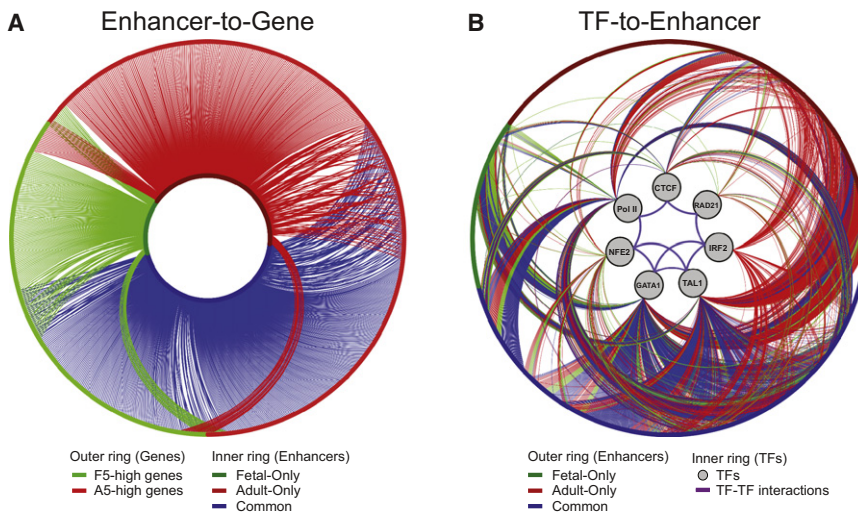 A
Enhancer-to-Gene
Outer ring (Genes)
F5-high genes
A5-high genes
Inner ring (Enhancers)
Fetal-Only
Adult-Only
Common
B
TF-to-Enhancer
CTCF
Pol II
RAD21
NFE2
IRF2
GATA1
TAL1
Outer ring (Enhancers)
Fetal-Only
Adult-Only
Common
Inner ring (TFs)
TFs
TF-TF interactions